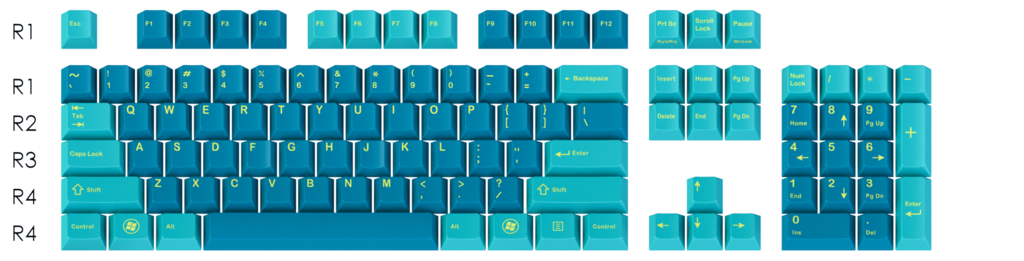 R1 Esc F1 F2 F3 F4 F5 F6 F7 F8 F9 F10 F11 F12 Prt Sc Scroll Lock Pause
R1 ~ ` ! 1 @ 2 # 3 $ 4 % 5 ^ 6 & 7 * 8 ( 9 ) 0 _ - + = ← Backspace Insert Home Pg Up Num Lock / * −
R2 Tab Q W E R T Y U I O P { [ } ] | \ Delete End Pg Dn 7 Home 8 ↑ 9 Pg Up +
R3 Caps Lock A S D F G H J K L : ; " ' Enter 4 ← 5 6 →
R4 Shift Z X C V B N M < , > . ? / Shift ↑ 1 End 2 ↓ 3 Pg Dn Enter
R4 Control Alt Alt Control ← ↓ → 0 Ins . Del